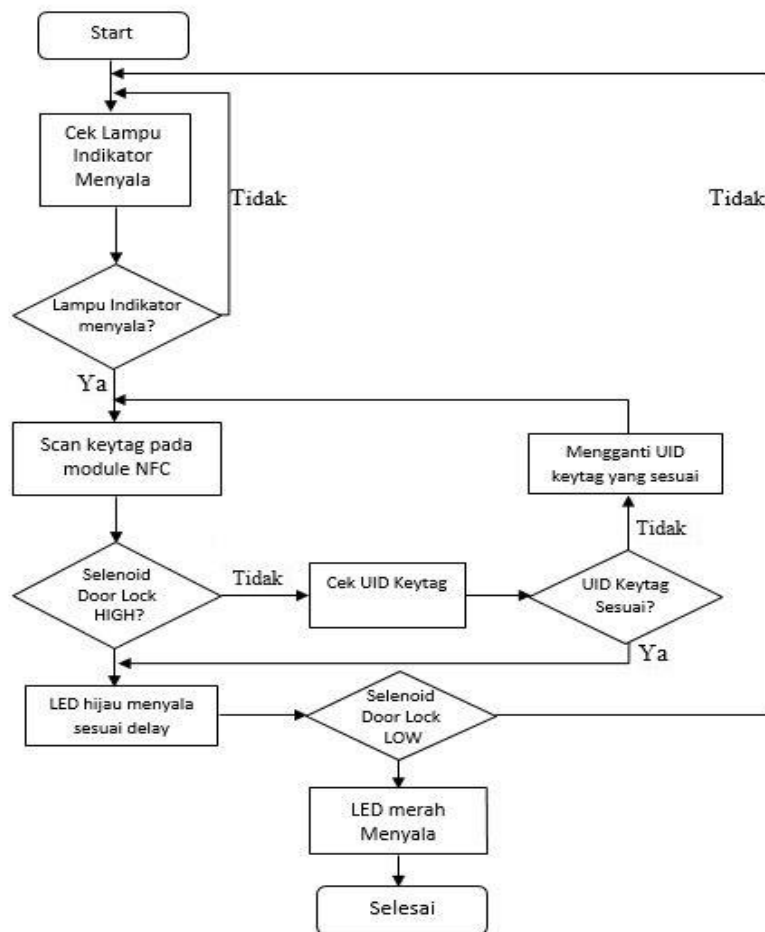 Start
Cek Lampu
Indikator
Menyala
Tidak
Tidak
Lampu Indikator
menyala?
Ya
Scan keytag pada
module NFC
Mengganti UID
keytag yang sesuai
Tidak
Selenoid
Door Lock
HIGH?
Tidak
Cek UID Keytag
UID Keytag
Sesuai?
Ya
LED hijau menyala
sesuai delay
Selenoid
Door Lock
LOW
LED merah
Menyala
Selesai